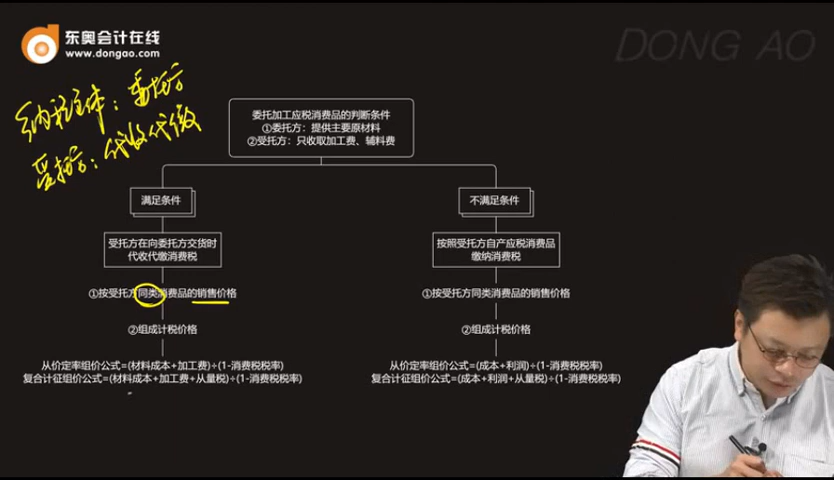 东奥会计在线
www.dongao.com
DONG AO
纳税主体：委托方
受托方：代收代缴
委托加工应税消费品的判断条件
①委托方：提供主要原材料
②受托方：只收取加工费、辅料费
满足条件
受托方在向委托方交货时
代收代缴消费税
①按受托方同类消费品的销售价格
②组成计税价格
从价定率组价公式=(材料成本+加工费)÷(1-消费税税率)
复合计征组价公式=(材料成本+加工费+从量税)÷(1-消费税税率)
不满足条件
按照受托方自产应税消费品
缴纳消费税
①按受托方同类消费品的销售价格
②组成计税价格
从价定率组价公式=(成本+利润)÷(1-消费税税率)
复合计征组价公式=(成本+利润+从量税)÷(1-消费税税率)